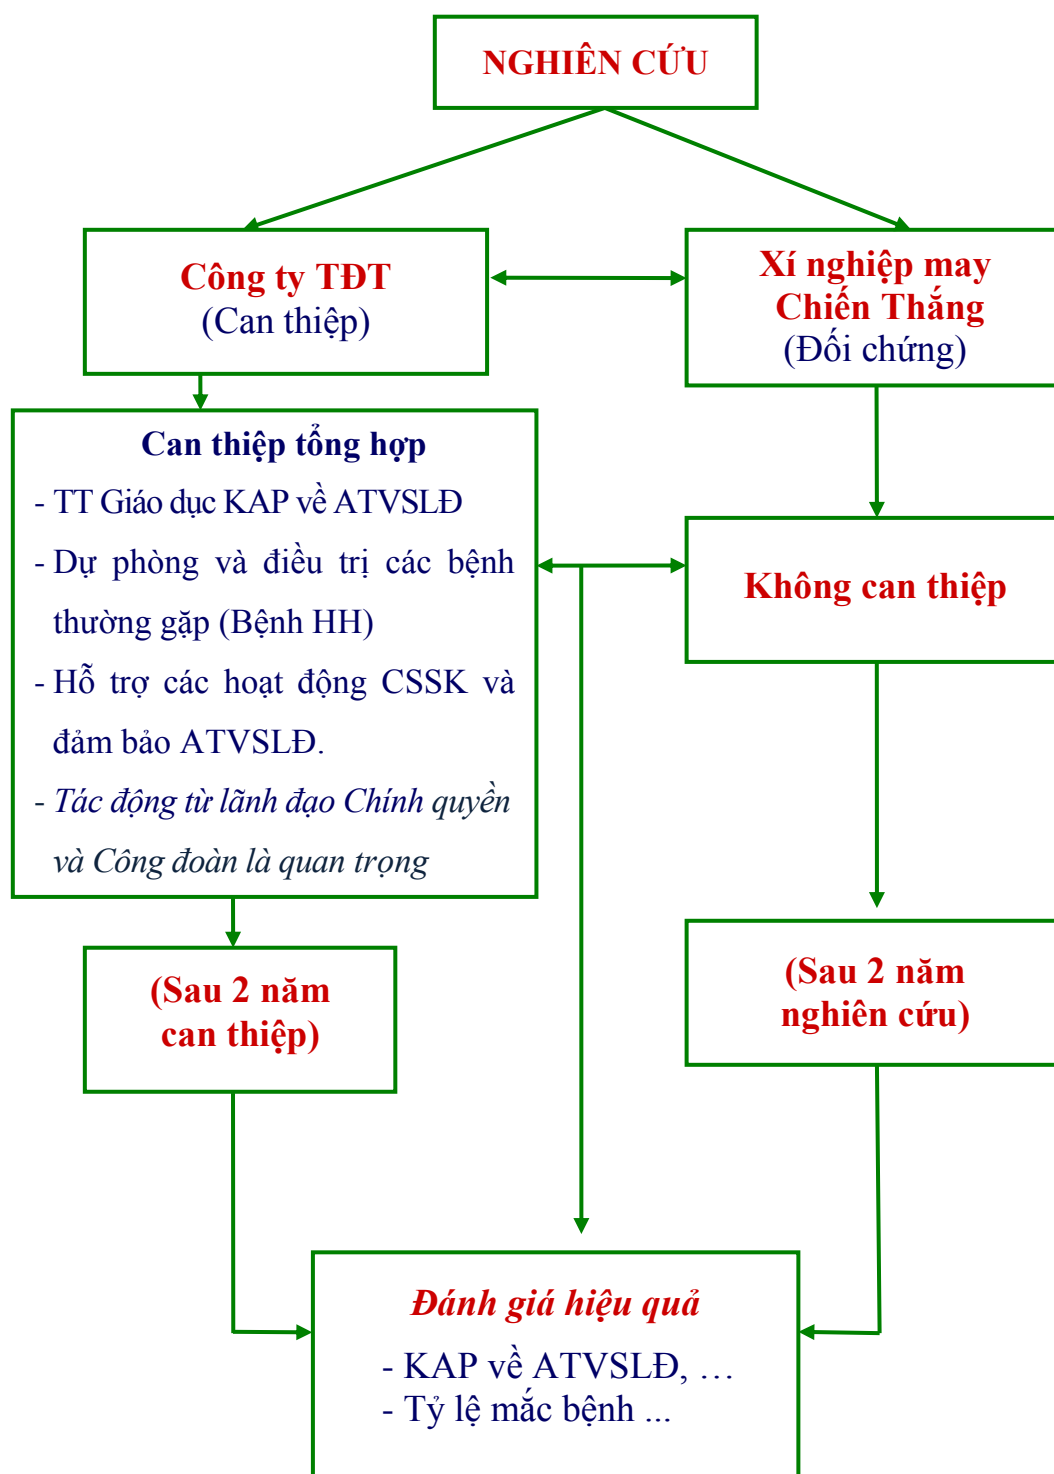 NGHIÊN CỨU
Công ty TĐT
(Can thiệp)
Xí nghiệp may
Chiến Thắng
(Đối chứng)
Can thiệp tổng hợp
- TT Giáo dục KAP về ATVSLĐ
- Dự phòng và điều trị các bệnh
thường gặp (Bệnh HH)
- Hỗ trợ các hoạt động CSSK và
đảm bảo ATVSLĐ.
- Tác động từ lãnh đạo Chính quyền
và Công đoàn là quan trọng
Không can thiệp
(Sau 2 năm
can thiệp)
(Sau 2 năm
nghiên cứu)
Đánh giá hiệu quả
- KAP về ATVSLĐ, …
- Tỷ lệ mắc bệnh ...